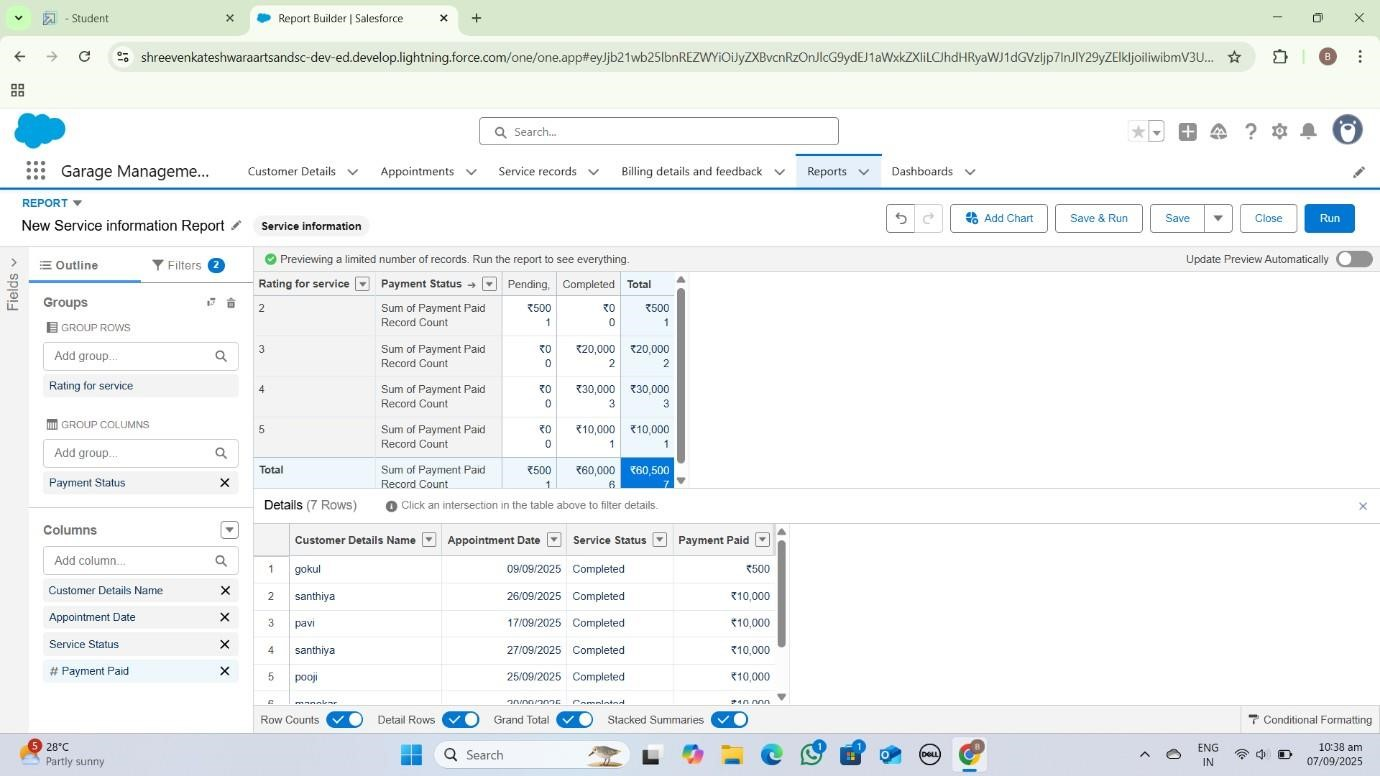 - Student
Report Builder | Salesforce
shreevenkateshwaraartsandsc-dev-ed.develop.lightning.force.com/one/one.app#
Search...
Garage Manageme...
Customer Details
Appointments
Service records
Billing details and feedback
Reports
Dashboards
REPORT
New Service information Report
Service information
Add Chart
Save & Run
Save
Close
Run
Fields
Outline
Filters 2
Previewing a limited number of records. Run the report to see everything.
Update Preview Automatically
Groups
GROUP ROWS
Add group...
Rating for service
GROUP COLUMNS
Add group...
Payment Status
Columns
Add column...
Customer Details Name
Appointment Date
Service Status
# Payment Paid
Rating for service Payment Status → Pending, Completed Total
2 Sum of Payment Paid ₹500 ₹0 ₹500
Record Count 1 0 1
3 Sum of Payment Paid ₹0 ₹20,000 ₹20,000
Record Count 0 2 2
4 Sum of Payment Paid ₹0 ₹30,000 ₹30,000
Record Count 0 3 3
5 Sum of Payment Paid ₹0 ₹10,000 ₹10,000
Record Count 0 1 1
Total Sum of Payment Paid ₹500 ₹60,000 ₹60,500
Record Count 1 6 7
Details (7 Rows) Click an intersection in the table above to filter details.
Customer Details Name Appointment Date Service Status Payment Paid
1 gokul 09/09/2025 Completed ₹500
2 santhiya 26/09/2025 Completed ₹10,000
3 pavi 17/09/2025 Completed ₹10,000
4 santhiya 27/09/2025 Completed ₹10,000
5 pooji 25/09/2025 Completed ₹10,000
6 manokar 20/09/2025 Completed ₹10,000
Row Counts Detail Rows Grand Total Stacked Summaries Conditional Formatting
5 28°C
Partly sunny
Search
1
1
DELL
B
ENG
IN
10:38 am
07/09/2025